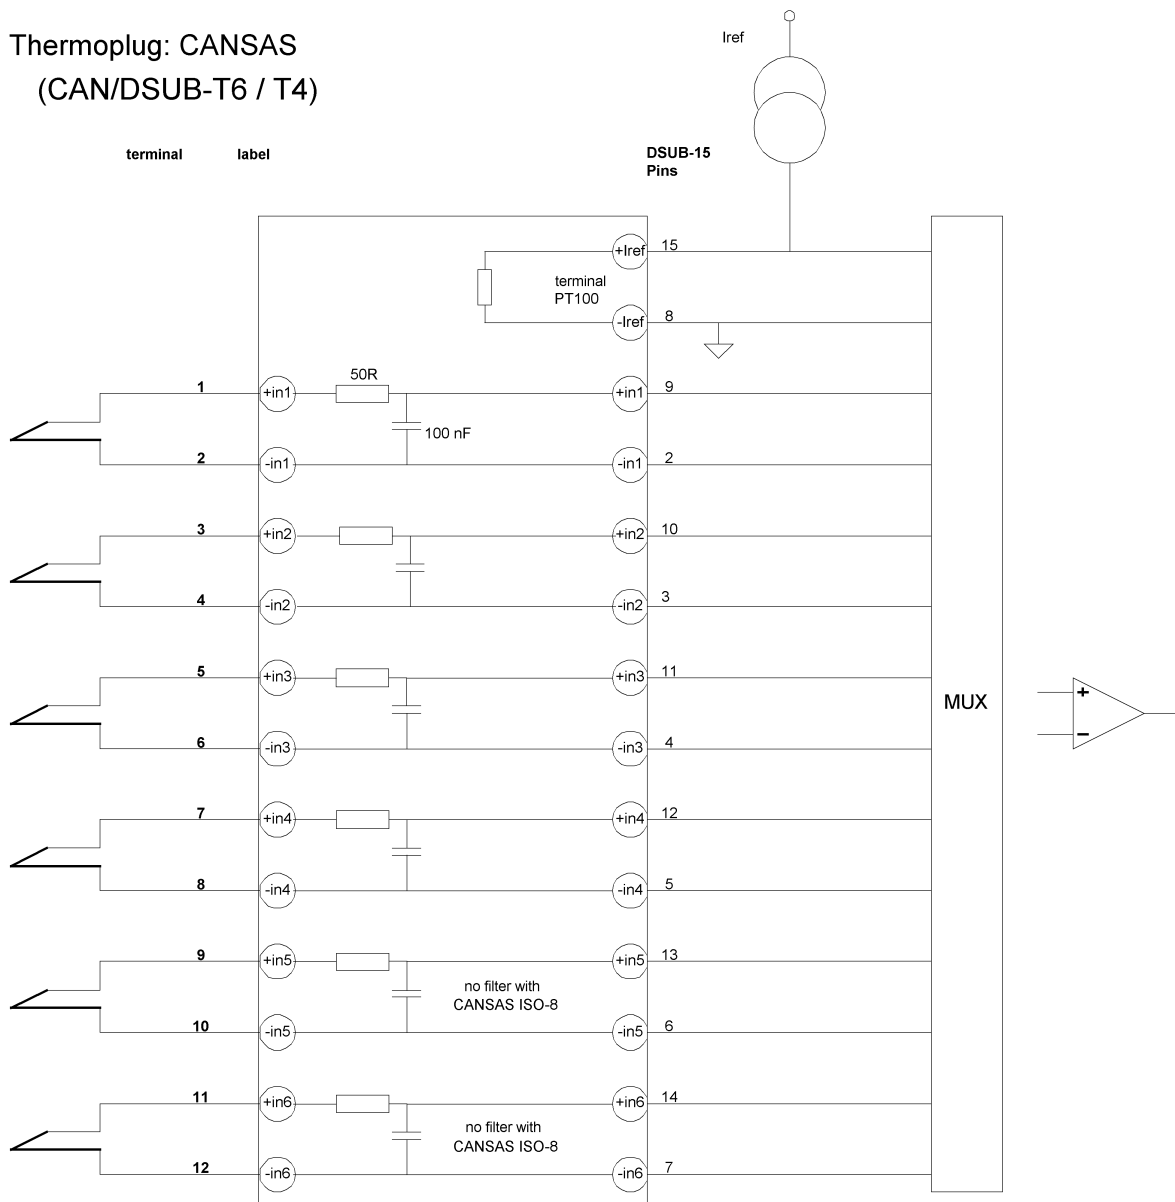 Iref
Thermoplug: CANSAS
(CAN/DSUB-T6 / T4)
terminal label DSUB-15
Pins
+Iref 15
terminal
PT100
-Iref 8
50R
1 +in1 +in1 9
100 nF
2 -in1 -in1 2
3 +in2 +in2 10
4 -in2 -in2 3
5 +in3 +in3 11
MUX
+
6 -in3 -in3 4
−
7 +in4 +in4 12
8 -in4 -in4 5
9 +in5 +in5 13
no filter with
CANSAS ISO-8
10 -in5 -in5 6
11 +in6 +in6 14
no filter with
CANSAS ISO-8
12 -in6 -in6 7